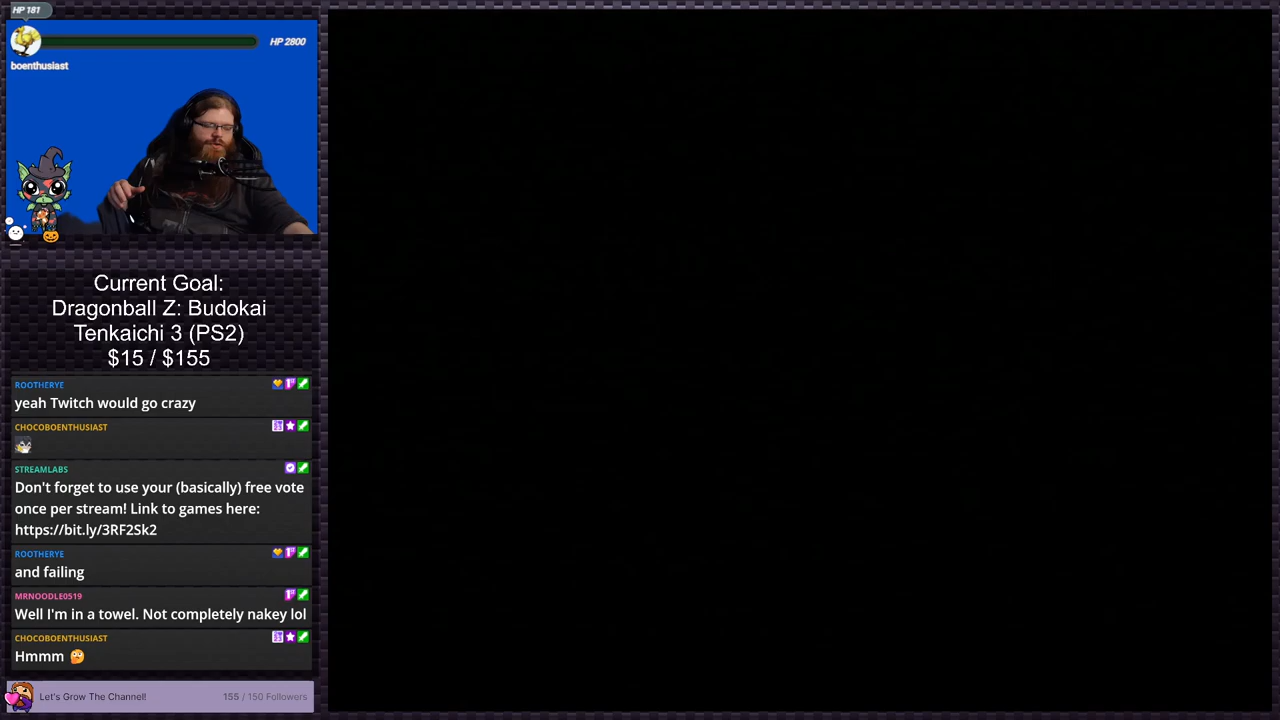 HP 181
HP 2800
boenthusiast
Current Goal:
Dragonball Z: Budokai
Tenkaichi 3 (PS2)
$15 / $155
ROOTHERYE
yeah Twitch would go crazy
CHOCOBOENTHUSIAST
STREAMLABS
Don't forget to use your (basically) free vote
once per stream! Link to games here:
https://bit.ly/3RF2Sk2
ROOTHERYE
and failing
MRNOODLE0519
Well I'm in a towel. Not completely nakey lol
CHOCOBOENTHUSIAST
Hmmm
Let's Grow The Channel! 155 / 150 Followers